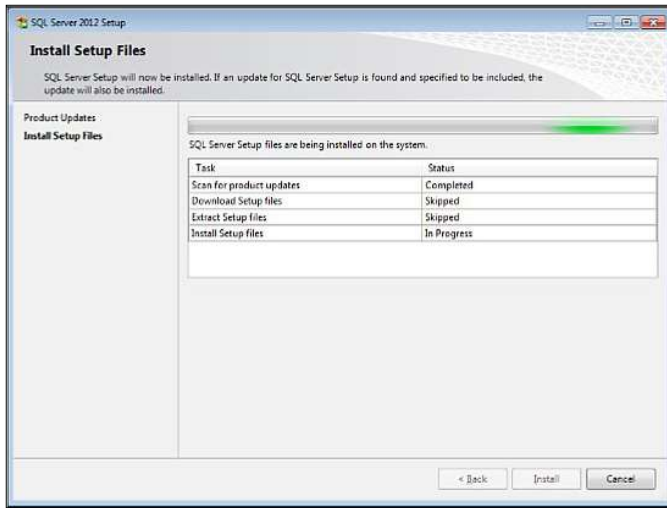 SQL Server 2012 Setup
Install Setup Files
SQL Server Setup will now be installed. If an update for SQL Server Setup is found and specified to be included, the
update will also be installed.
Product Updates
Install Setup Files
SQL Server Setup files are being installed on the system.
Task Status
Scan for product updates Completed
Download Setup files Skipped
Extract Setup files Skipped
Install Setup files In Progress
< Back Install Cancel